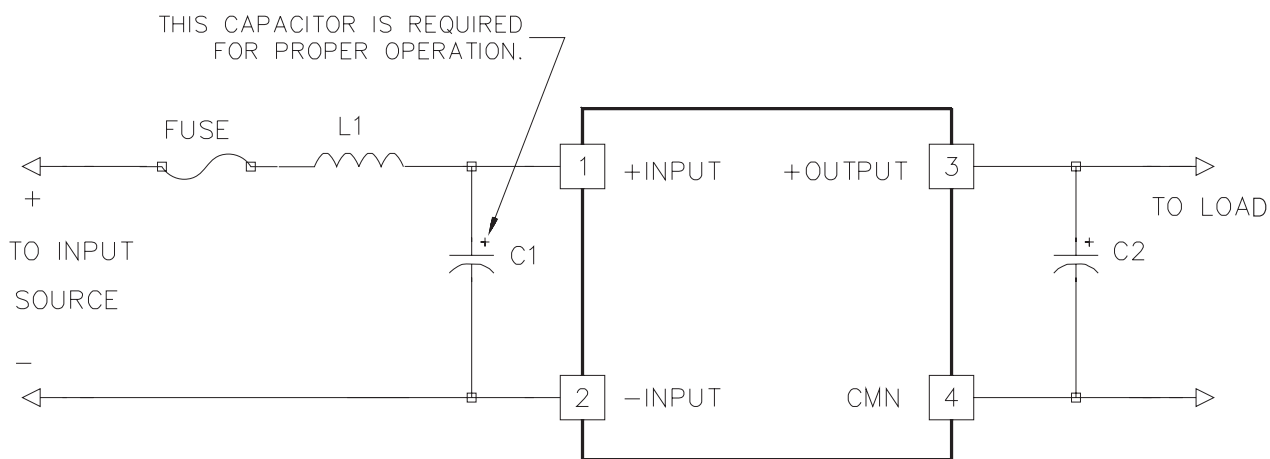 THIS CAPACITOR IS REQUIRED
FOR PROPER OPERATION.
FUSE
L1
1
+INPUT
+OUTPUT
3
+
TO LOAD
TO INPUT
+
C1
+
C2
SOURCE
-
2
-INPUT
CMN
4